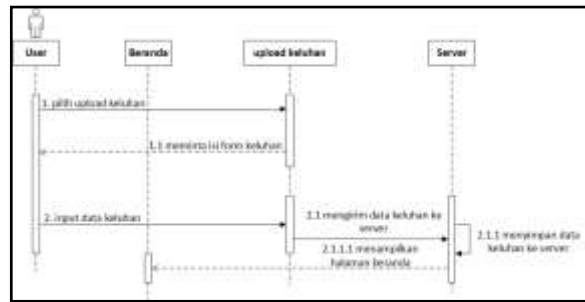 User
Beranda
upload keluhan
Server
1. pilih upload keluhan
1.1 meminta isi form keluhan
2. input data keluhan
2.1 mengirim data keluhan ke
server
2.1.1 menyimpan data
keluhan ke server
2.1.1.1 menampilkan
halaman beranda